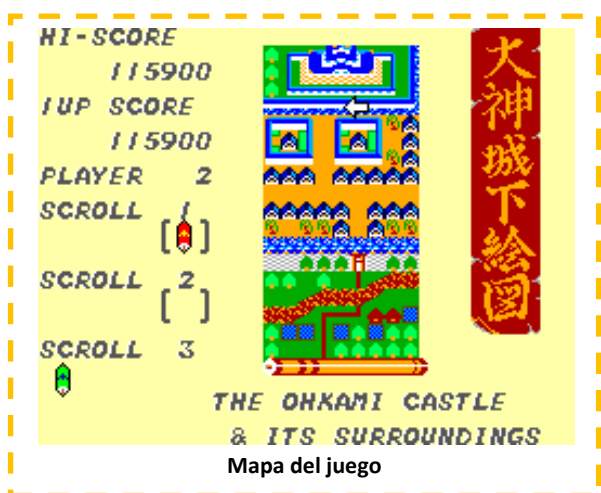 HI-SCORE
115900
1UP SCORE
115900
PLAYER 2
SCROLL 1
[ ]
SCROLL 2
[ ]
SCROLL 3
火神城下絵図
THE OHKAMI CASTLE
& ITS SURROUNDINGS
Mapa del juego